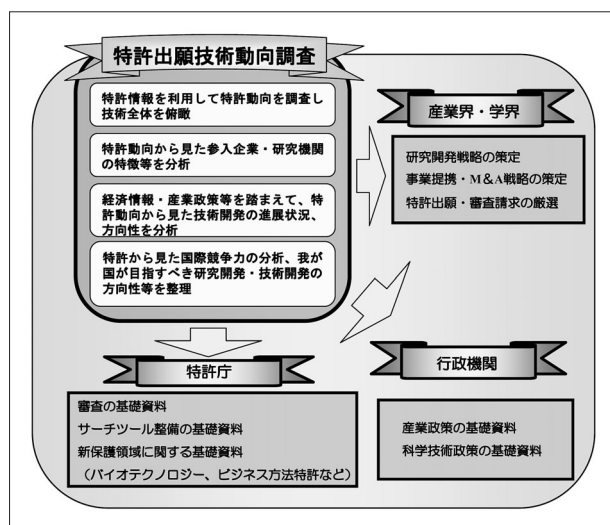 特許出願技術動向調査
特許情報を利用して特許動向を調査し
技術全体を俯瞰
特許動向から見た参入企業・研究機関
の特徴等を分析
経済情報・産業政策等を踏まえて、特
許動向から見た技術開発の進展状況、
方向性を分析
特許から見た国際競争力の分析、我が
国が目指すべき研究開発・技術開発の
方向性等を整理
産業界・学界
研究開発戦略の策定
事業提携・M&A戦略の策定
特許出願・審査請求の厳選
特許庁
審査の基礎資料
サーチツール整備の基礎資料
新保護領域に関する基礎資料
（バイオテクノロジー、ビジネス方法特許など）
行政機関
産業政策の基礎資料
科学技術政策の基礎資料